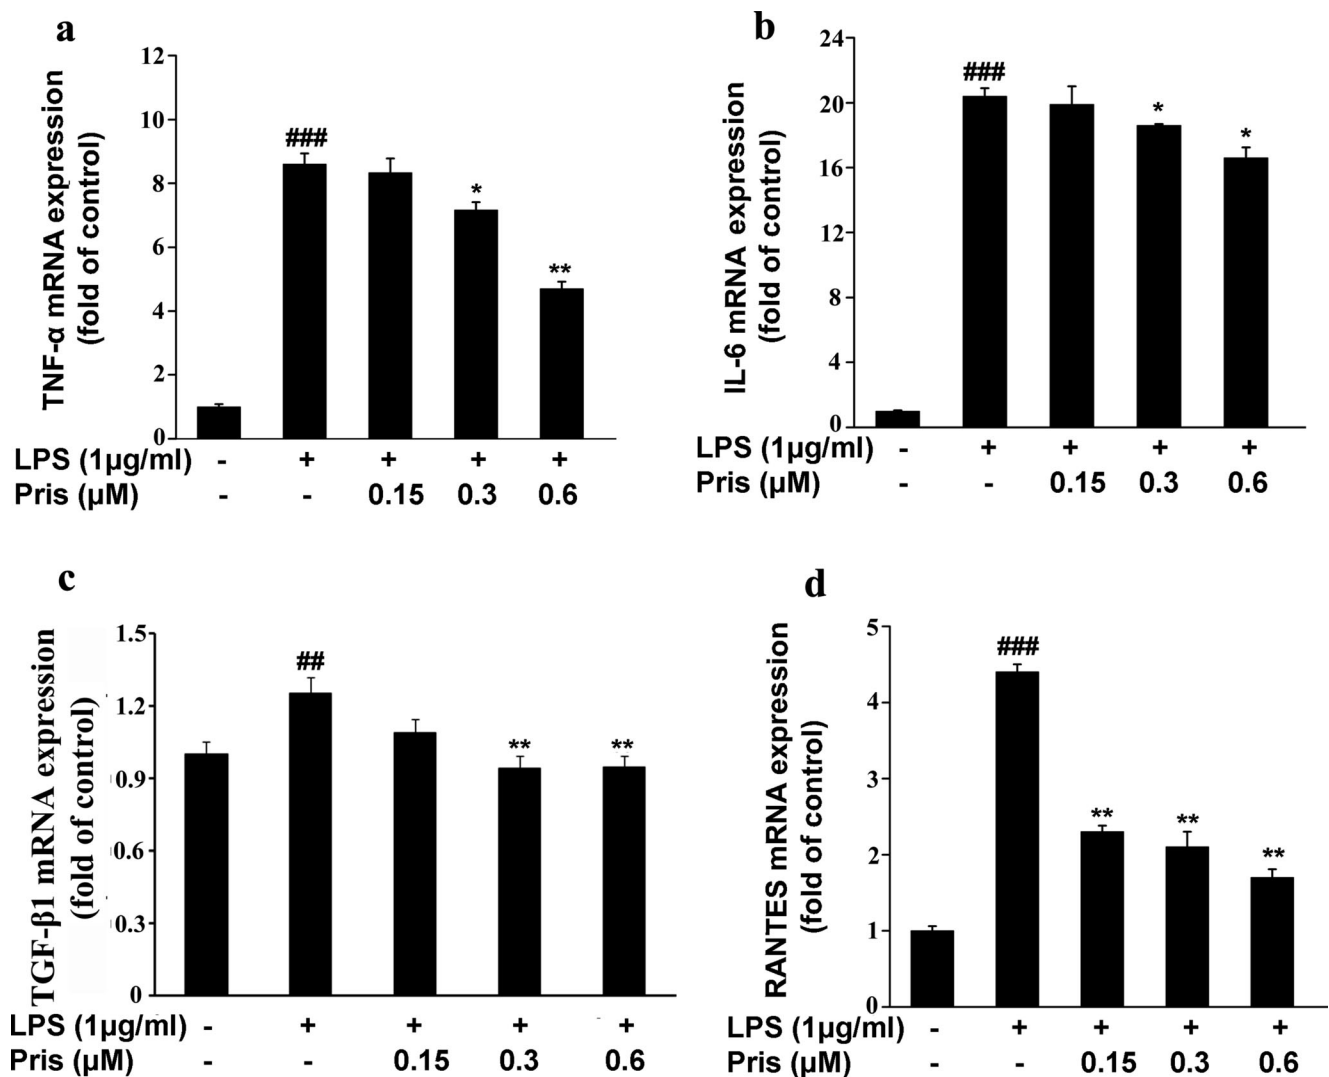 a
TNF-α mRNA expression
(fold of control)
12
10
8
6
4
2
0
###
*
**
LPS (1μg/ml) - + + + +
Pris (μM) - - 0.15 0.3 0.6
b
IL-6 mRNA expression
(fold of control)
24
20
16
12
8
4
0
###
*
*
LPS (1μg/ml) - + + + +
Pris (μM) - - 0.15 0.3 0.6
c
TGF-β1 mRNA expression
(fold of control)
1.5
1.2
0.9
0.6
0.3
0
##
**
**
LPS (1μg/ml) - + + + +
Pris (μM) - - 0.15 0.3 0.6
d
RANTES mRNA expression
(fold of control)
5
4
3
2
1
0
###
**
**
**
LPS (1μg/ml) - + + + +
Pris (μM) - - 0.15 0.3 0.6